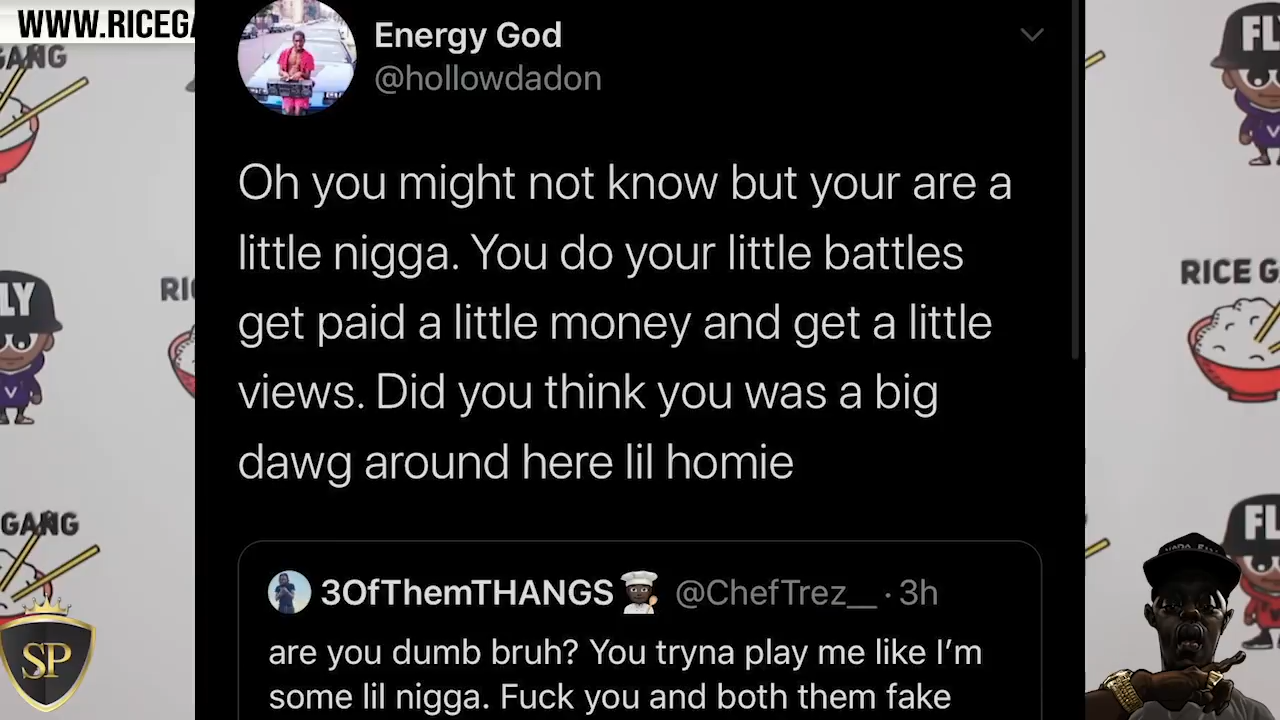 WWW.RICEGA
Energy God
@hollowdadon
Oh you might not know but your are a
little nigga. You do your little battles
get paid a little money and get a little
views. Did you think you was a big
dawg around here lil homie
3OfThemTHANGS @ChefTrez__ · 3h
are you dumb bruh? You tryna play me like I'm
some lil nigga. Fuck you and both them fake
GANG
LY
RI
GANG
SP
FL
V
RICE G
FL